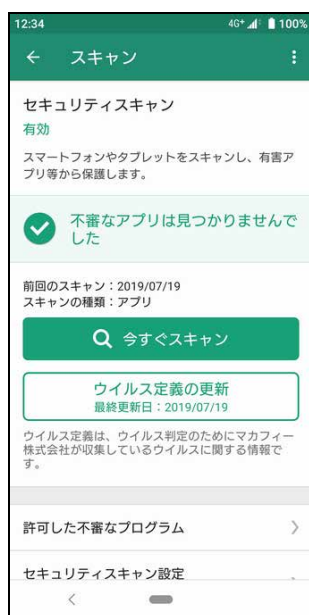 12:34 4G+ 100%
スキャン
セキュリティスキャン
有効
スマートフォンやタブレットをスキャンし、有害ア
プリ等から保護します。
不審なアプリは見つかりませんで
した
前回のスキャン：2019/07/19
スキャンの種類：アプリ
今すぐスキャン
ウイルス定義の更新
最終更新日：2019/07/19
ウイルス定義は、ウイルス判定のためにマカフィー
株式会社が収集しているウイルスに関する情報で
す。
許可した不審なプログラム
セキュリティスキャン設定